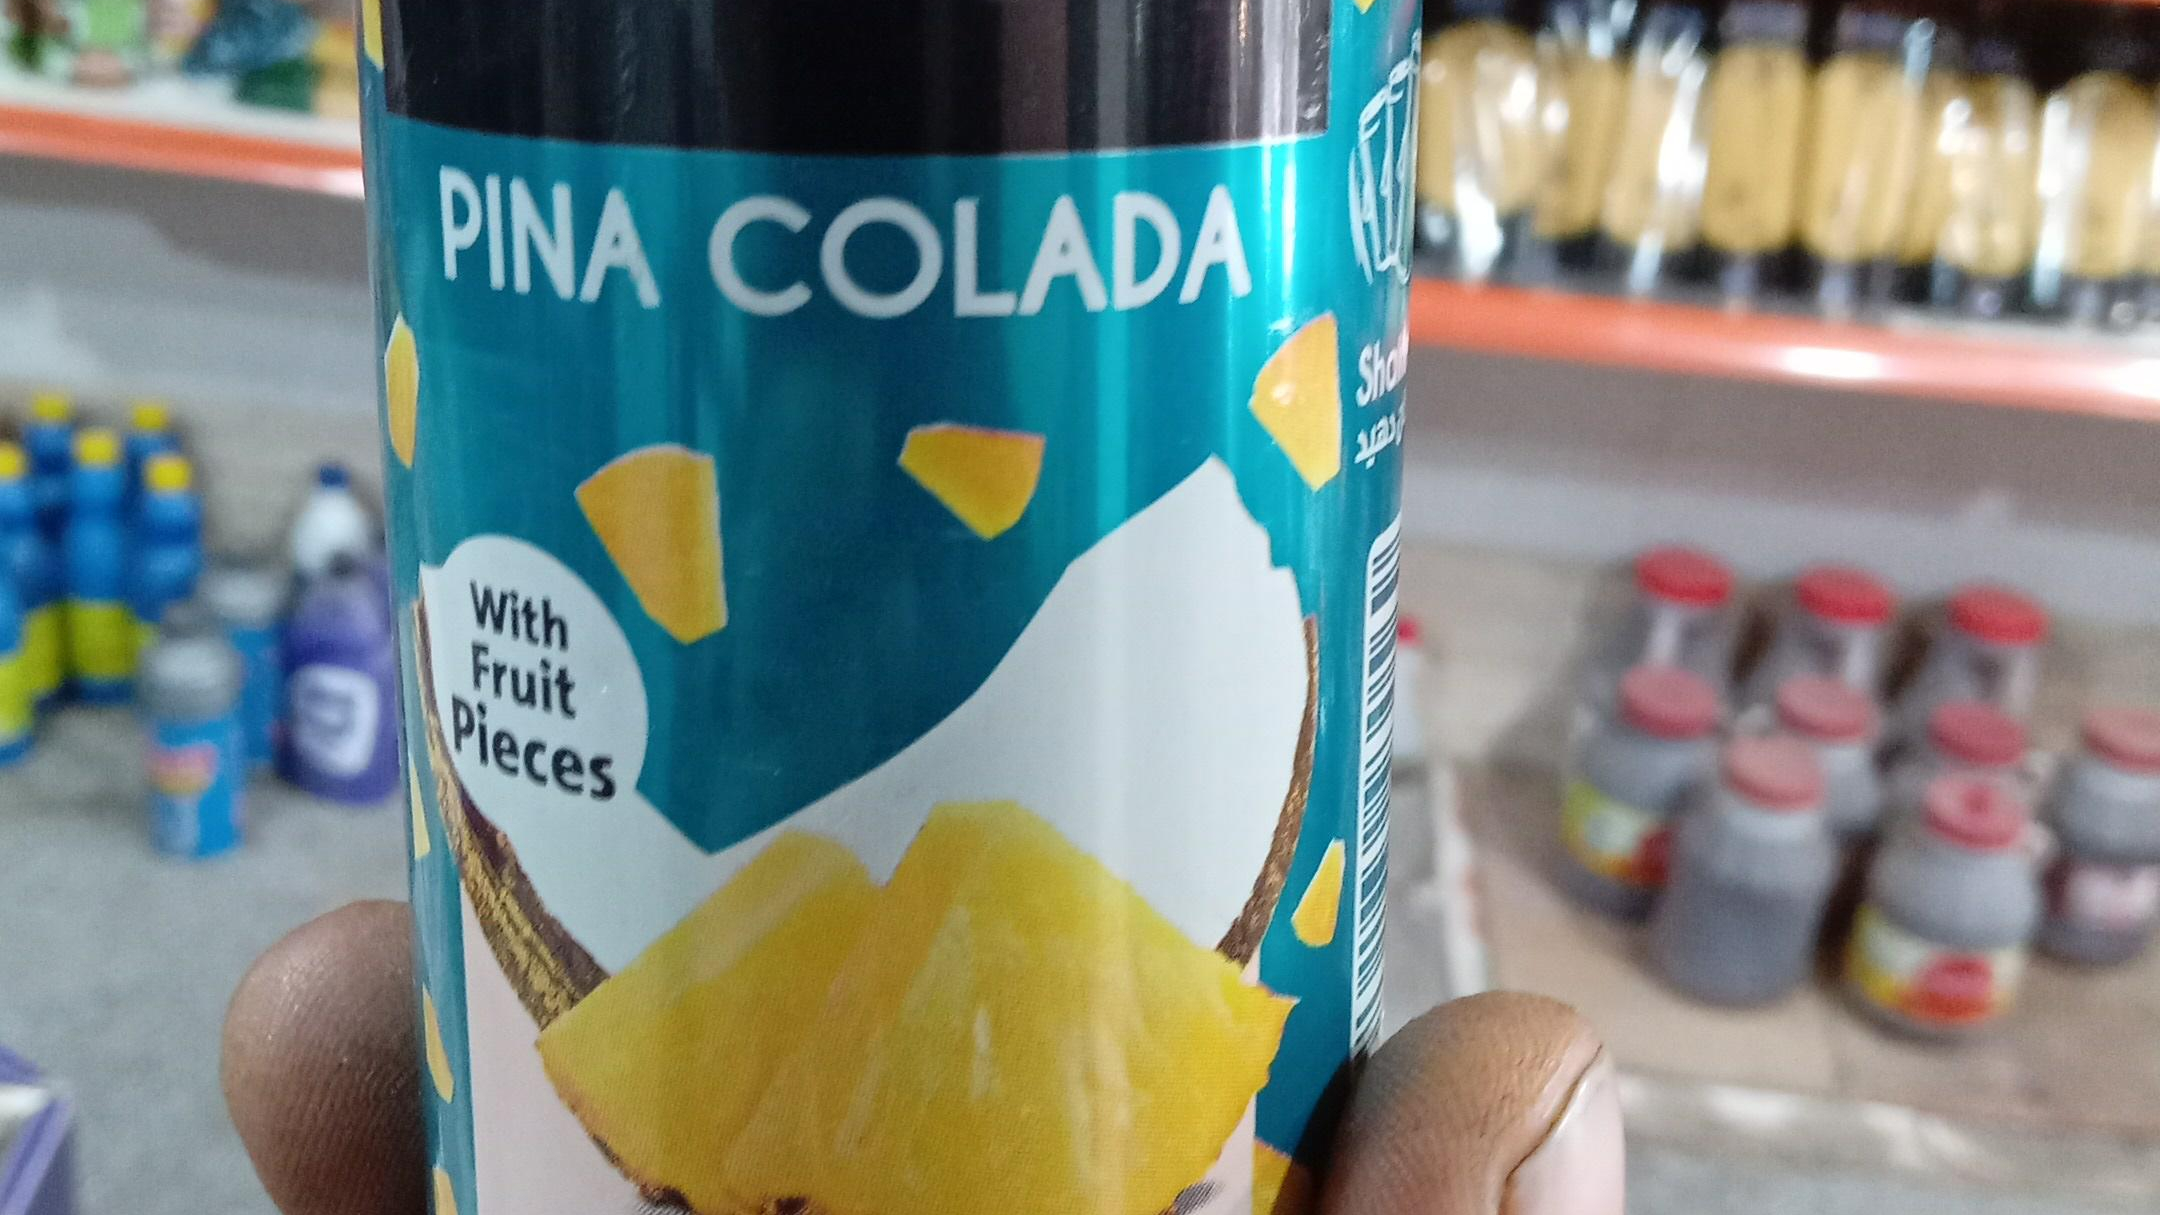 PINA COLADA
With
Fruit
Pieces